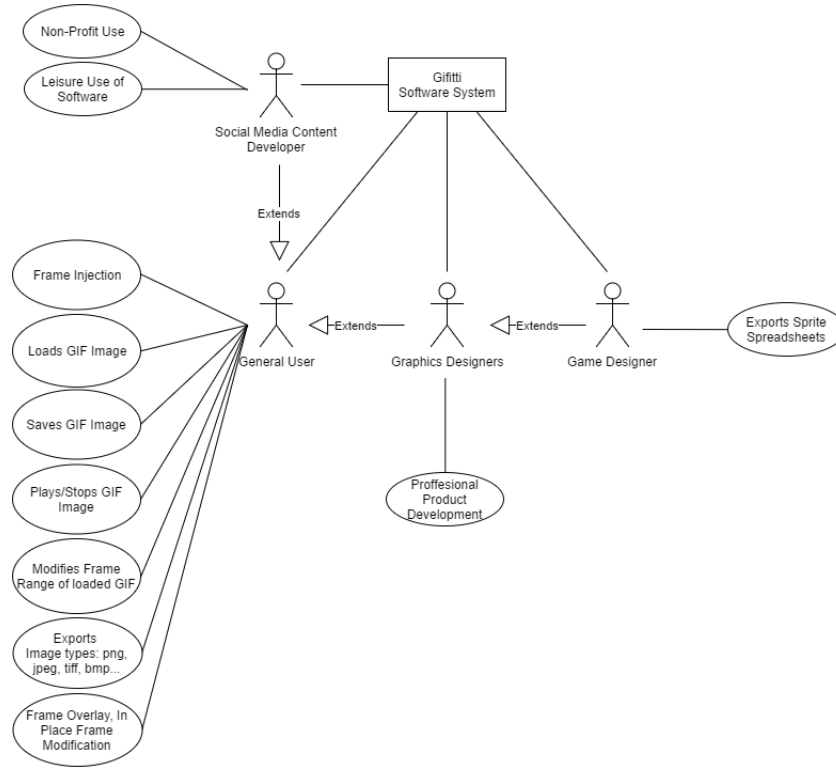 Non-Profit Use
Leisure Use of
Software
Social Media Content
Developer
Gifitti
Software System
Extends
Frame Injection
Loads GIF Image
Saves GIF Image
Plays/Stops GIF
Image
Modifies Frame
Range of loaded GIF
Exports
Image types: png,
jpeg, tiff, bmp...
Frame Overlay, In
Place Frame
Modification
General User
Extends
Graphics Designers
Extends
Game Designer
Exports Sprite
Spreadsheets
Proffesional
Product
Development